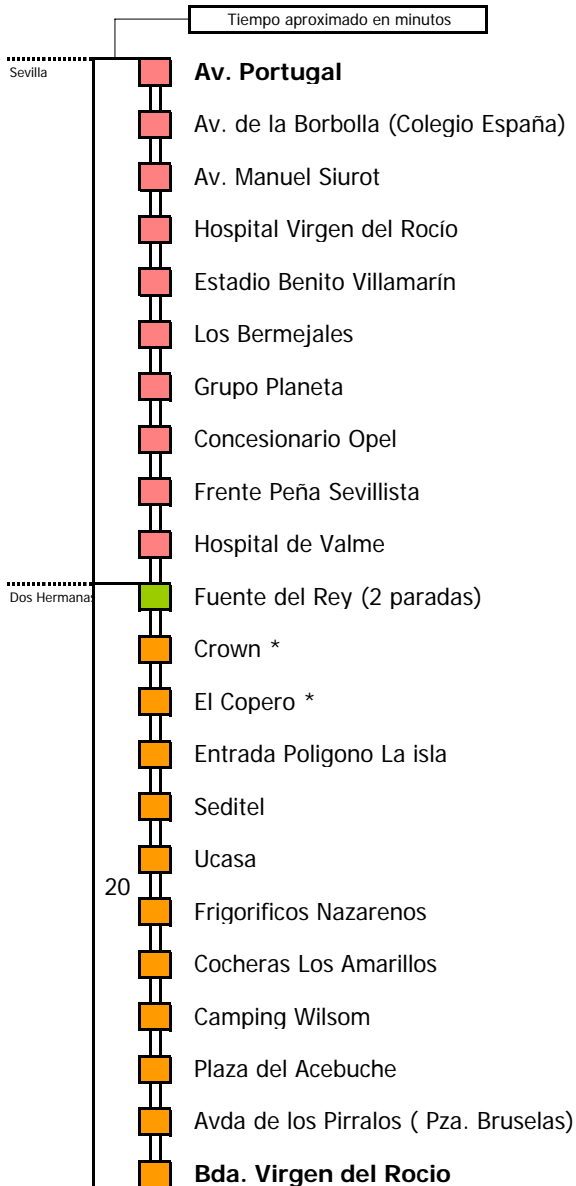 Tiempo aproximado en minutos
Sevilla
Av. Portugal
Av. de la Borbolla (Colegio España)
Av. Manuel Siurot
Hospital Virgen del Rocío
Estadio Benito Villamarín
Los Bermejales
Grupo Planeta
Concesionario Opel
Frente Peña Sevillista
Hospital de Valme
Dos Hermanas
Fuente del Rey (2 paradas)
Crown *
El Copero *
Entrada Poligono La isla
Seditel
Ucasa
20
Frigorificos Nazarenos
Cocheras Los Amarillos
Camping Wilsom
Plaza del Acebuche
Avda de los Pirralos ( Pza. Bruselas)
Bda. Virgen del Rocio